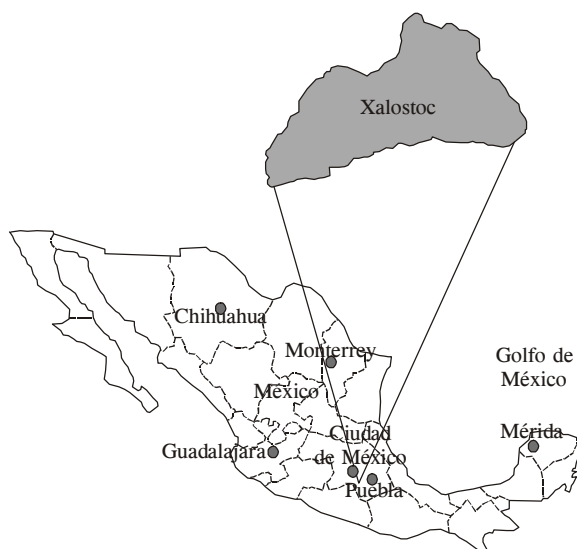 Xalostoc
Chihuahua
Monterrey
Golfo de
México
México
Ciudad
de México
Guadalajara
Mérida
Puebla